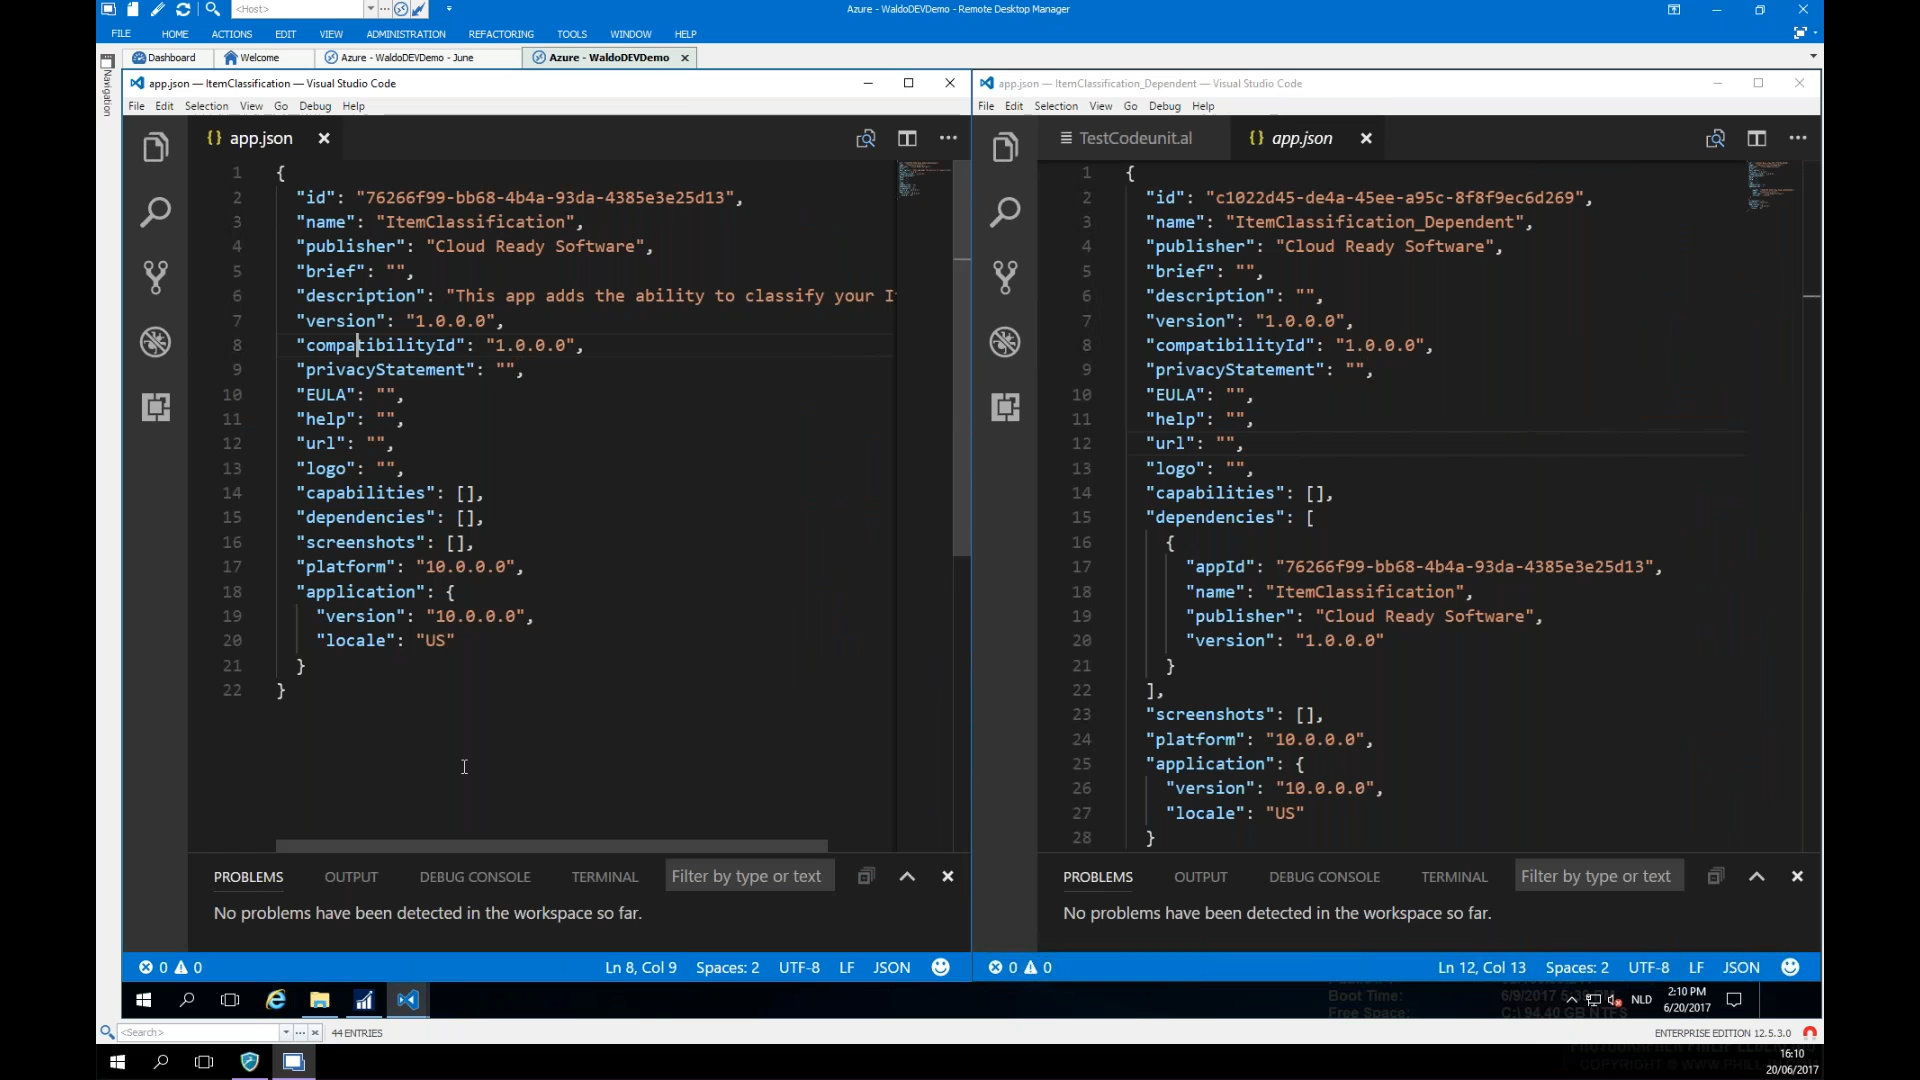 <Host>
Azure - WaldoDEVDemo - Remote Desktop Manager
FILE HOME ACTIONS EDIT VIEW ADMINISTRATION REFACTORING TOOLS WINDOW HELP
Dashboard Welcome Azure - WaldoDEVDemo - June Azure - WaldoDEVDemo
Navigation
app.json — ItemClassification — Visual Studio Code
File Edit Selection View Go Debug Help
{} app.json
1 {
2 "id": "76266f99-bb68-4b4a-93da-4385e3e25d13",
3 "name": "ItemClassification",
4 "publisher": "Cloud Ready Software",
5 "brief": "",
6 "description": "This app adds the ability to classify your I
7 "version": "1.0.0.0",
8 "compatibilityId": "1.0.0.0",
9 "privacyStatement": "",
10 "EULA": "",
11 "help": "",
12 "url": "",
13 "logo": "",
14 "capabilities": [],
15 "dependencies": [],
16 "screenshots": [],
17 "platform": "10.0.0.0",
18 "application": {
19 "version": "10.0.0.0",
20 "locale": "US"
21 }
22 }
PROBLEMS OUTPUT DEBUG CONSOLE TERMINAL Filter by type or text
No problems have been detected in the workspace so far.
0 0 Ln 8, Col 9 Spaces: 2 UTF-8 LF JSON
app.json — ItemClassification_Dependent — Visual Studio Code
File Edit Selection View Go Debug Help
TestCodeunit.al {} app.json
1 {
2 "id": "c1022d45-de4a-45ee-a95c-8f8f9ec6d269",
3 "name": "ItemClassification_Dependent",
4 "publisher": "Cloud Ready Software",
5 "brief": "",
6 "description": "",
7 "version": "1.0.0.0",
8 "compatibilityId": "1.0.0.0",
9 "privacyStatement": "",
10 "EULA": "",
11 "help": "",
12 "url": "",
13 "logo": "",
14 "capabilities": [],
15 "dependencies": [
16 {
17 "appId": "76266f99-bb68-4b4a-93da-4385e3e25d13",
18 "name": "ItemClassification",
19 "publisher": "Cloud Ready Software",
20 "version": "1.0.0.0"
21 }
22 ],
23 "screenshots": [],
24 "platform": "10.0.0.0",
25 "application": {
26 "version": "10.0.0.0",
27 "locale": "US"
28 }
PROBLEMS OUTPUT DEBUG CONSOLE TERMINAL Filter by type or text
No problems have been detected in the workspace so far.
0 0 Ln 12, Col 13 Spaces: 2 UTF-8 LF JSON
Boot Time:
Free Space: C:\ 94.40 GB NTFS
NLD
2:10 PM
6/20/2017
<Search> 44 ENTRIES
ENTERPRISE EDITION 12.5.3.0
16:10
20/06/2017